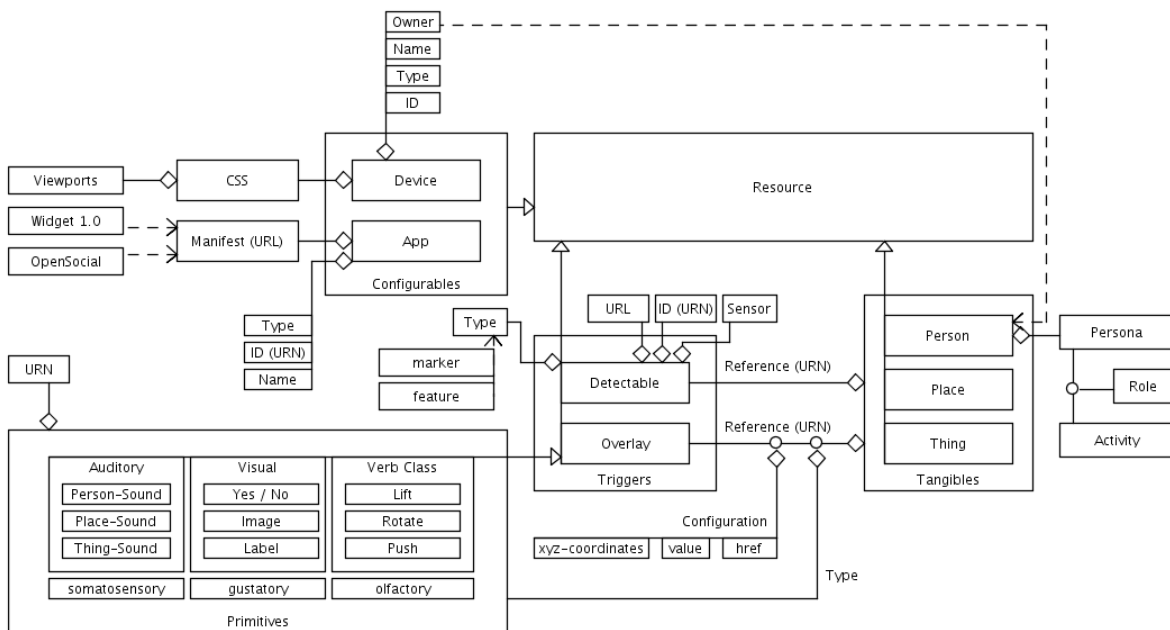 Owner
Name
Type
ID
Viewports
CSS
Device
Resource
Widget 1.0
Manifest (URL)
App
OpenSocial
Configurables
Type
ID (URN)
Name
Type
URL
ID (URN)
Sensor
marker
feature
Detectable
Reference (URN)
Overlay
Reference (URN)
Triggers
Person
Place
Thing
Tangibles
Persona
Role
Activity
URN
Auditory
Visual
Verb Class
Person-Sound
Yes / No
Lift
Place-Sound
Image
Rotate
Thing-Sound
Label
Push
somatosensory
gustatory
olfactory
Primitives
Configuration
xyz-coordinates
value
href
Type